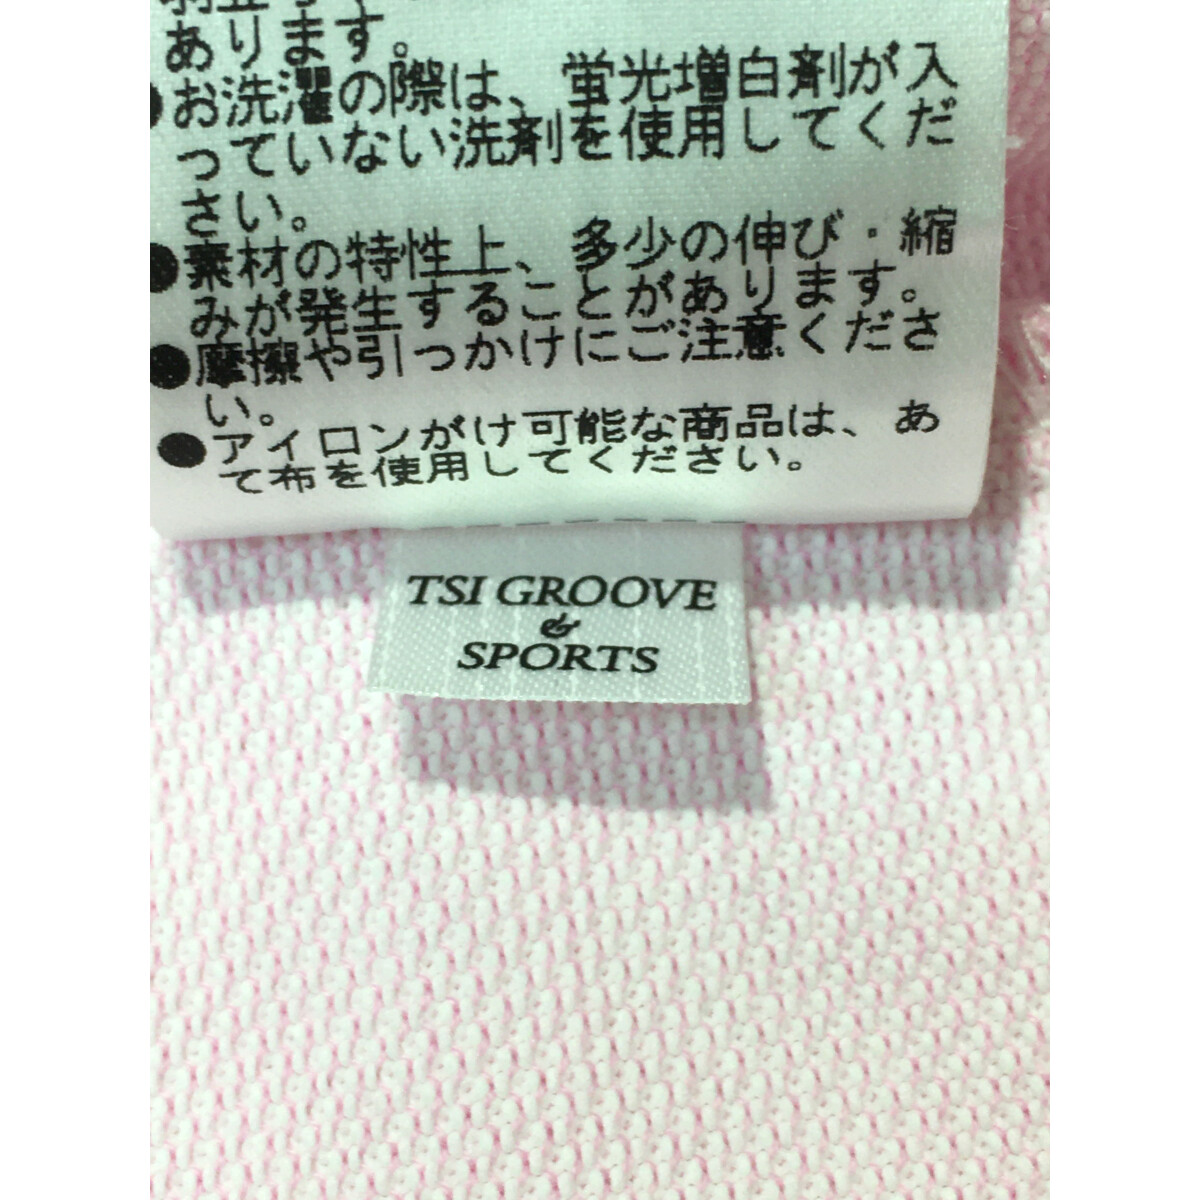 あります。
●お洗濯の際は、蛍光増白剤が入
っていない洗剤を使用してくだ
さい。
●素材の特性上、多少の伸び・縮
みが発生することがあります。
●摩擦や引っかけにご注意くださ
い。
●アイロンがけ可能な商品は、あ
て布を使用してください。
TSI GROOVE
&
SPORTS